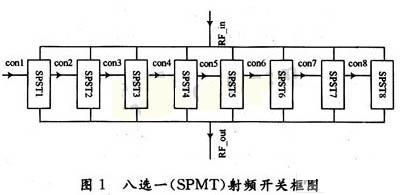 RF_in
con1
con2
con3
con4
con5
con6
con7
con8
SPST1
SPST2
SPST3
SPST4
SPST5
SPST6
SPST7
SPST8
RF_out
图 1 八选一(SPMT)射频开关框图